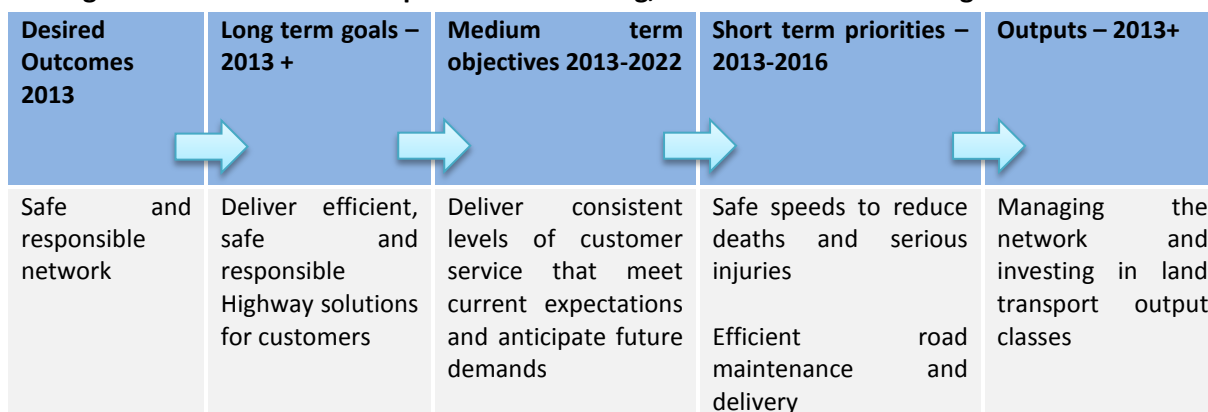 Desired
Outcomes
2013
Long term goals –
2013 +
Medium term
objectives 2013-2022
Short term priorities –
2013-2016
Outputs – 2013+
Safe and
responsible
network
Deliver efficient,
safe and
responsible
Highway solutions
for customers
Deliver consistent
levels of customer
service that meet
current expectations
and anticipate future
demands
Safe speeds to reduce
deaths and serious
injuries
Efficient road
maintenance and
delivery
Managing the
network and
investing in land
transport output
classes